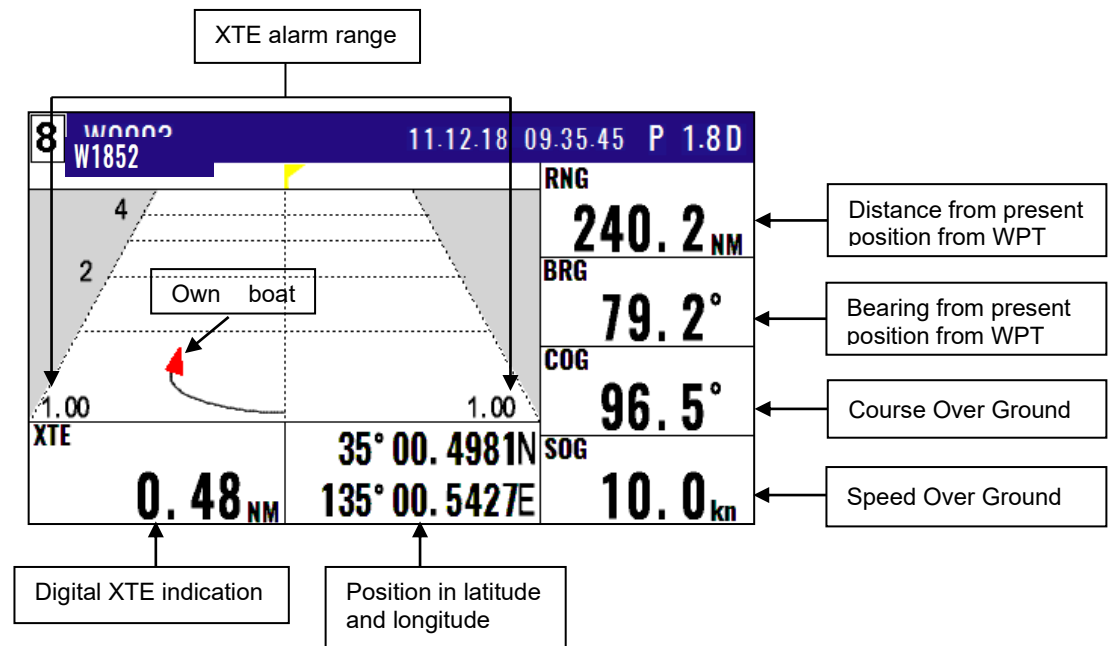 XTE alarm range
8
W1852
11.12.18 09.35.45 P 1.8D
RNG
240.2NM
Distance from present
position from WPT
4
2
Own boat
BRG
79.2°
Bearing from present
position from WPT
COG
96.5°
Course Over Ground
1.00
1.00
XTE
0.48NM
35° 00.4981N
135° 00.5427E
SOG
10.0kn
Speed Over Ground
Digital XTE indication
Position in latitude
and longitude